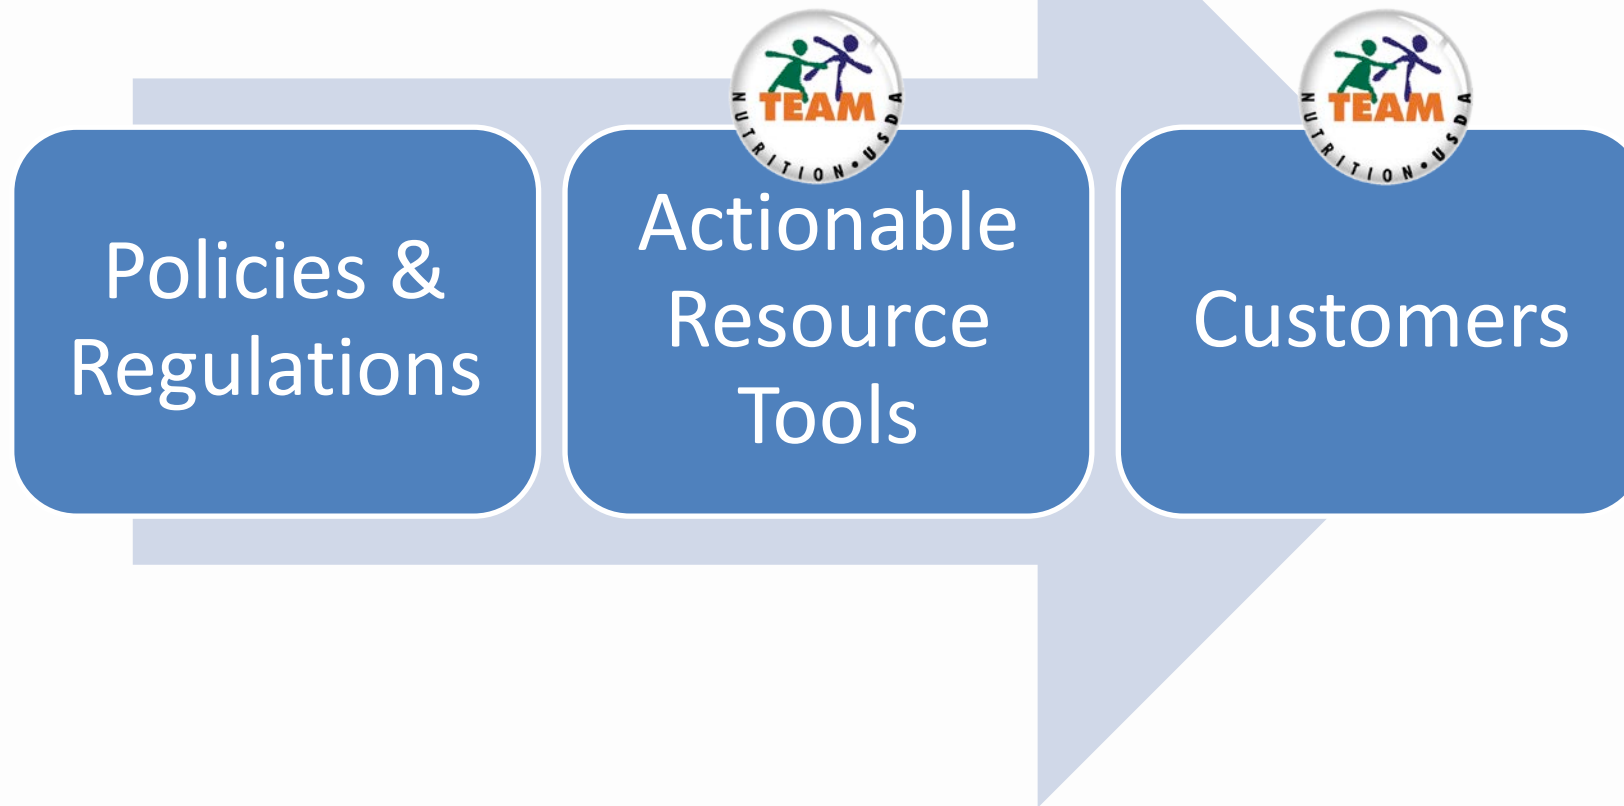 TEAM
NUTRITION • USDA
TEAM
NUTRITION • USDA
Policies &
Regulations
Actionable
Resource
Tools
Customers